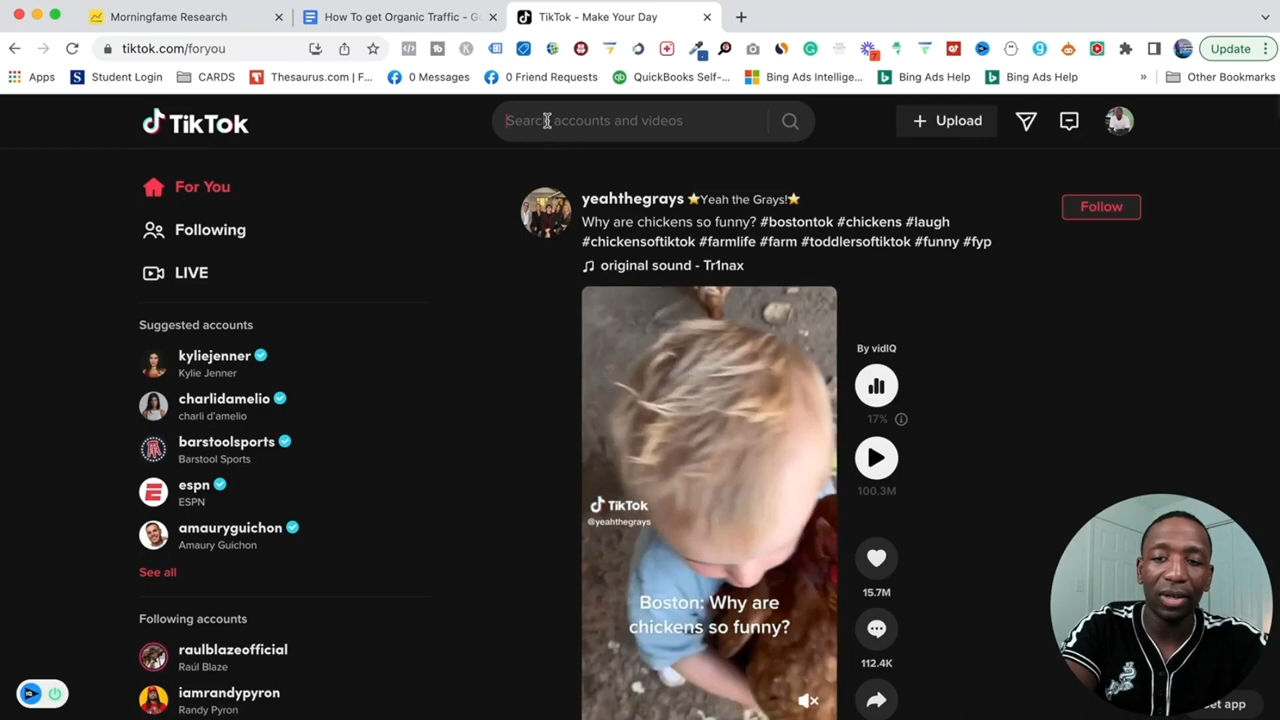 Morningfame Research
How To get Organic Traffic - G
TikTok - Make Your Day
tiktok.com/foryou
Update
Apps
Student Login
CARDS
Thesaurus.com | F...
0 Messages
0 Friend Requests
QuickBooks Self-...
Bing Ads Intellige...
Bing Ads Help
Bing Ads Help
»
Other Bookmarks
TikTok
Search accounts and videos
+ Upload
For You
Following
LIVE
Suggested accounts
kyliejenner
Kylie Jenner
charlidamelio
charli d'amelio
barstoolsports
Barstool Sports
espn
ESPN
amauryguichon
Amaury Guichon
See all
Following accounts
raulblazeofficial
Raúl Blaze
iamrandypyron
Randy Pyron
yeahthegrays ⭐Yeah the Grays!⭐
Follow
Why are chickens so funny? #bostontok #chickens #laugh
#chickensoftiktok #farmlife #farm #toddlersoftiktok #funny #fyp
original sound - Tr1nax
TikTok
@yeahthegrays
Boston: Why are
chickens so funny?
By vidIQ
17%
100.3M
15.7M
112.4K
et app